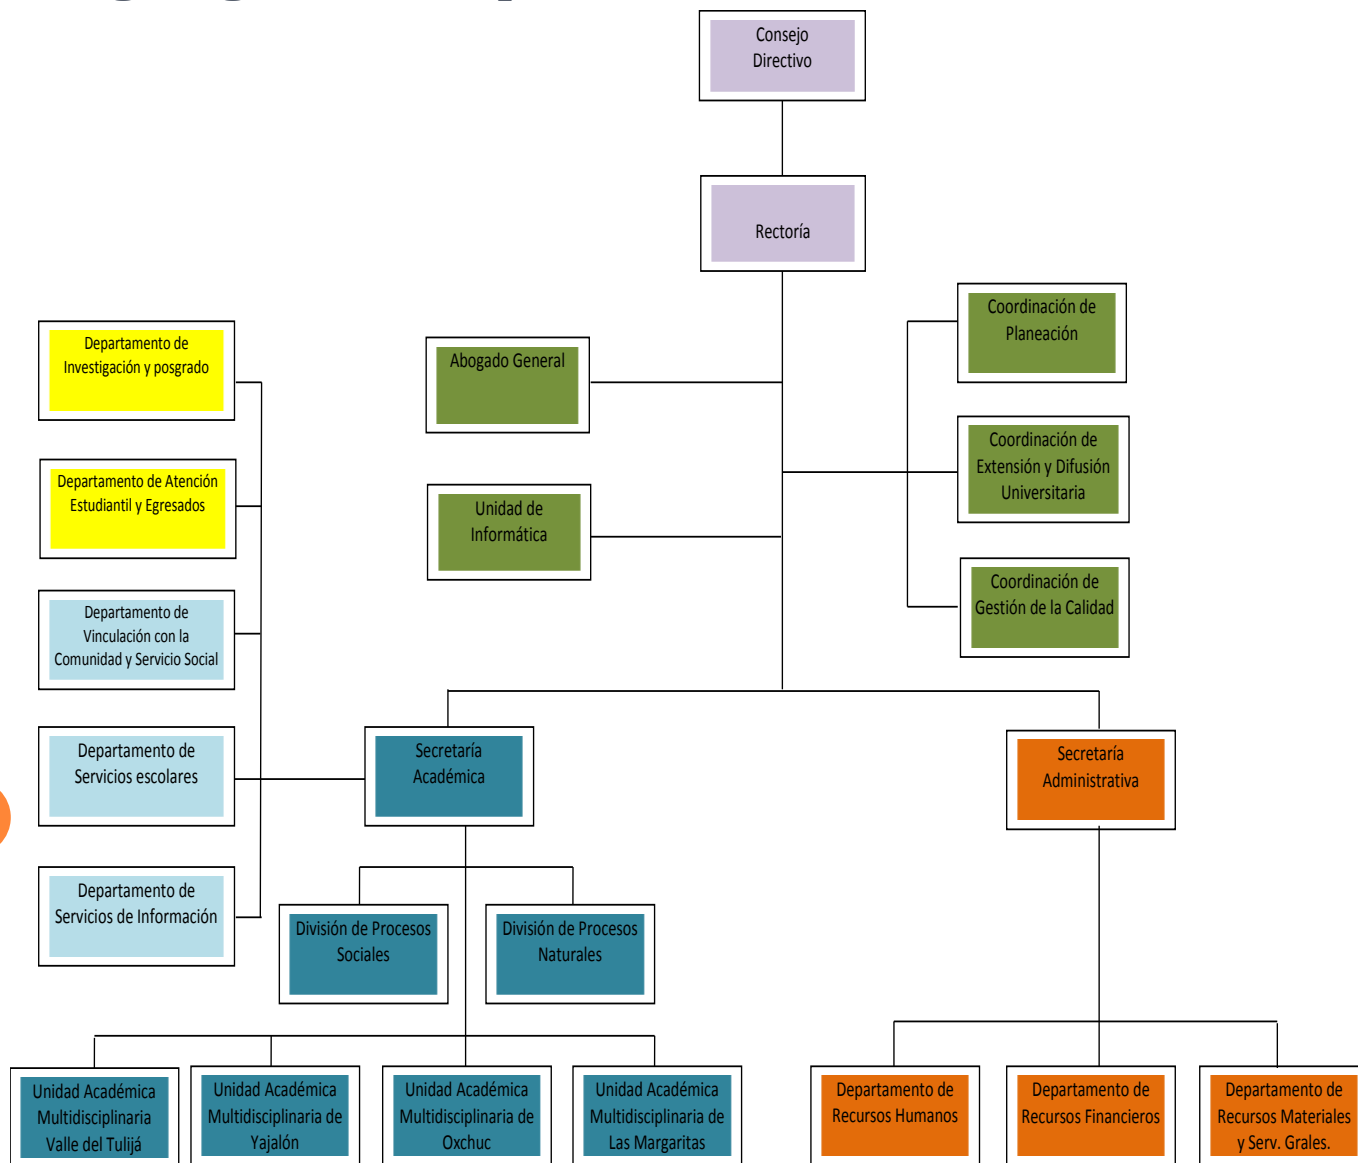 Consejo
Directivo
Rectoría
Coordinación de
Planeación
Departamento de
Investigación y posgrado
Abogado General
Coordinación de
Extensión y Difusión
Universitaria
Departamento de Atención
Estudiantil y Egresados
Unidad de
Informática
Coordinación de
Gestión de la Calidad
Departamento de
Vinculación con la
Comunidad y Servicio Social
Departamento de
Servicios escolares
Secretaría
Académica
Secretaría
Administrativa
Departamento de
Servicios de Información
División de Procesos
Sociales
División de Procesos
Naturales
Unidad Académica
Multidisciplinaria
Valle del Tulijá
Unidad Académica
Multidisciplinaria de
Yajalón
Unidad Académica
Multidisciplinaria de
Oxchuc
Unidad Académica
Multidisciplinaria de
Las Margaritas
Departamento de
Recursos Humanos
Departamento de
Recursos Financieros
Departamento de
Recursos Materiales
y Serv. Grales.